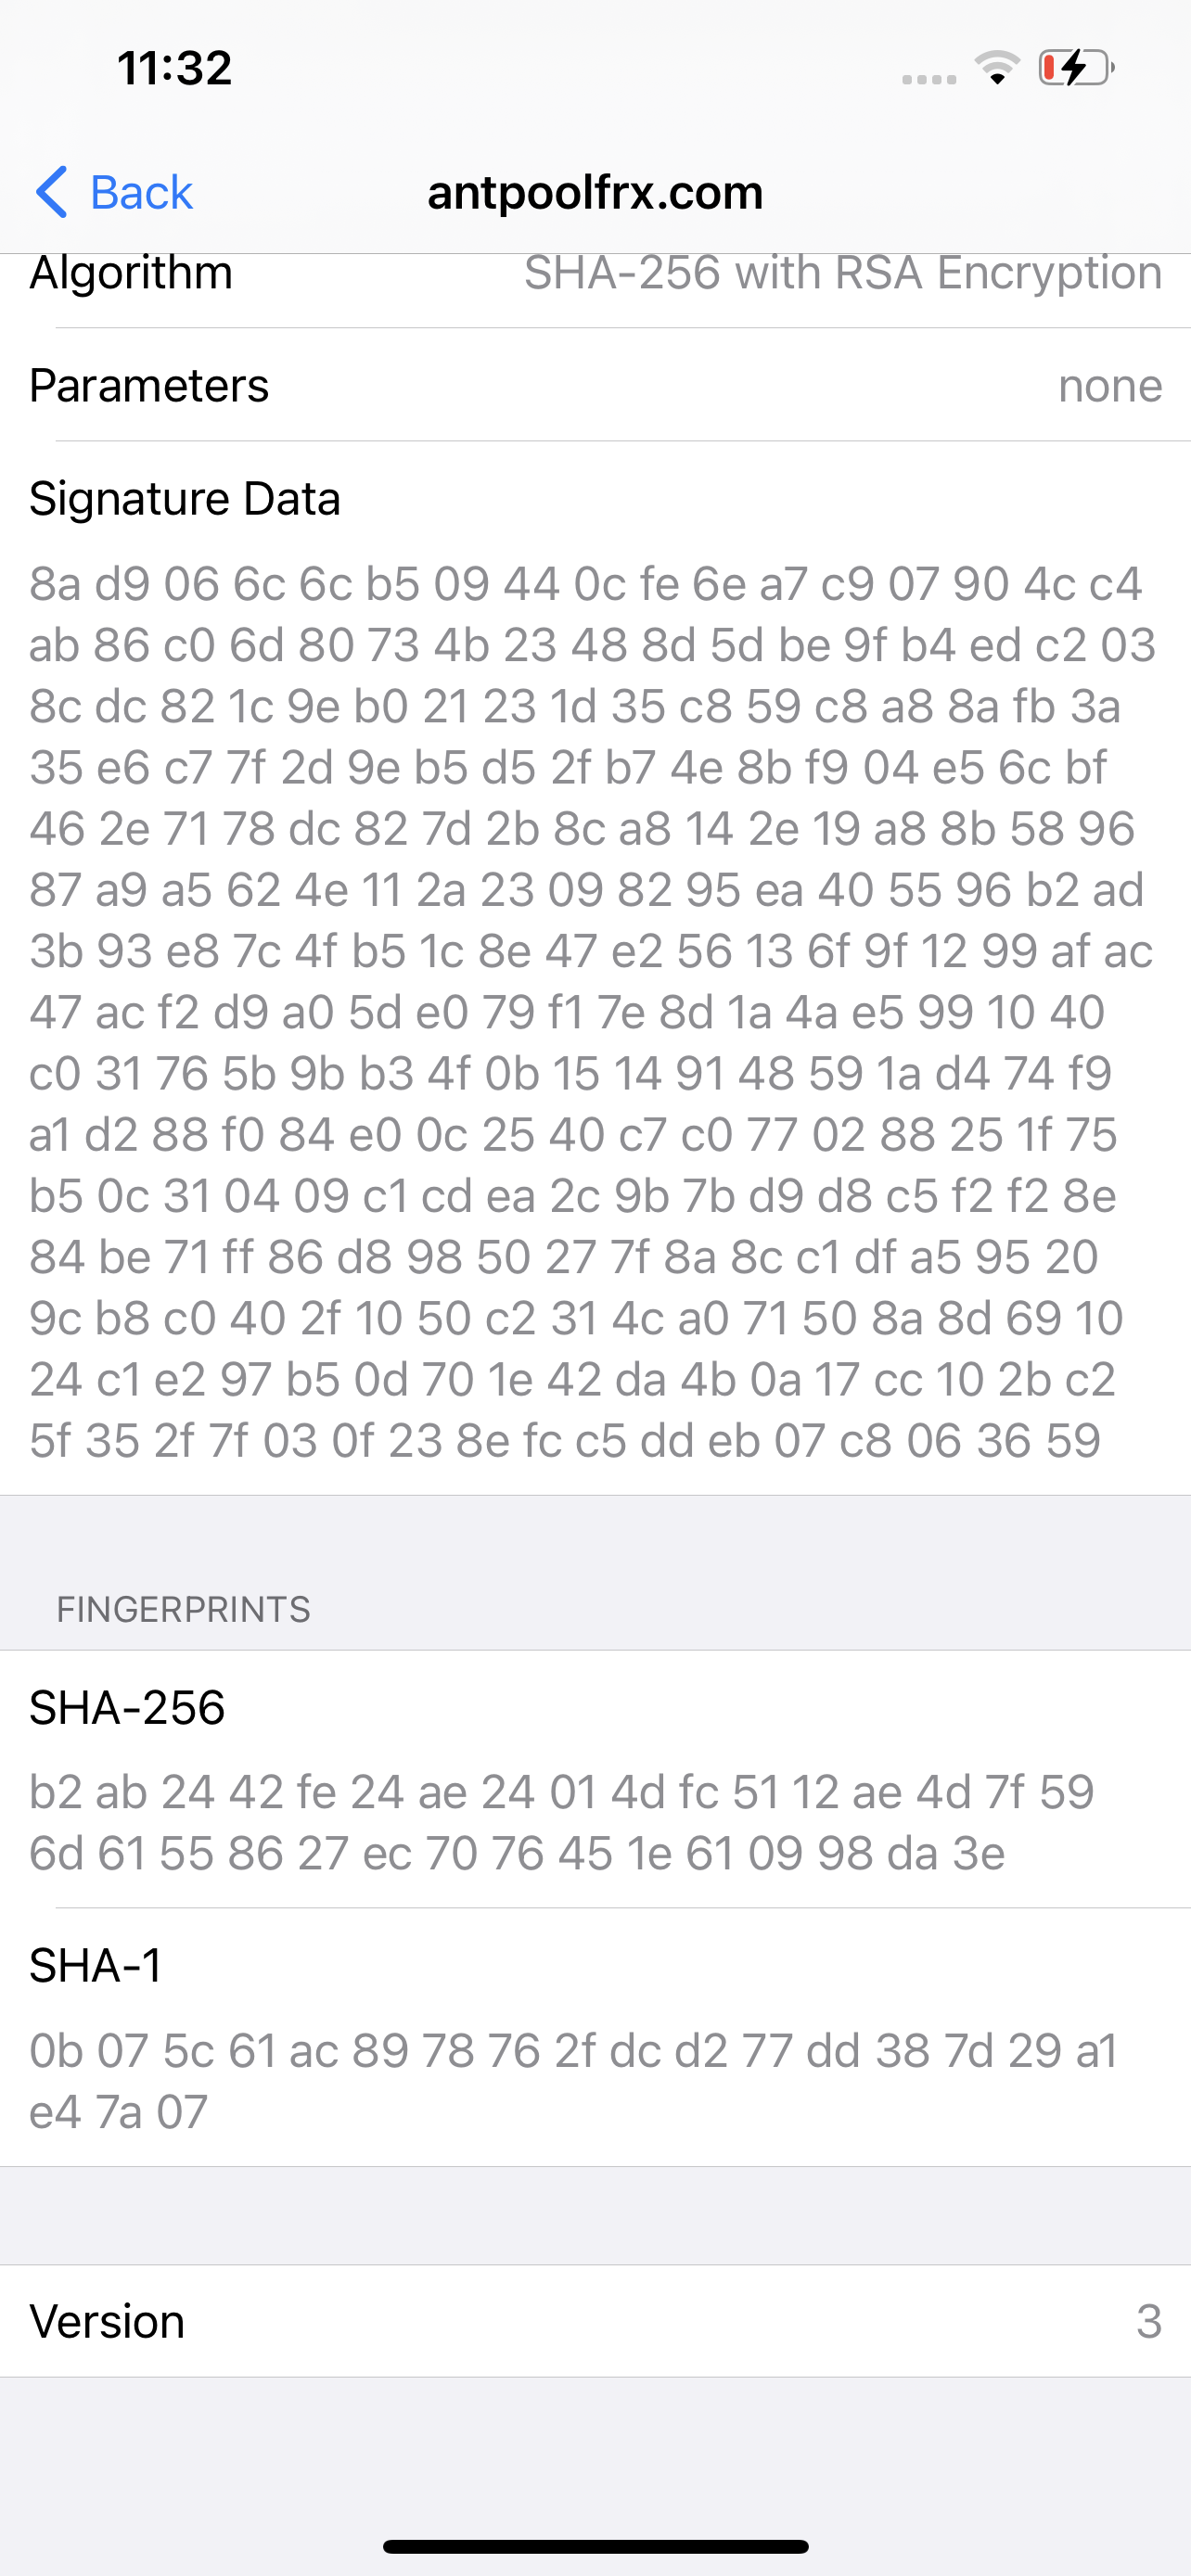 11:32
Back
antpoolfrx.com
Algorithm SHA-256 with RSA Encryption
Parameters none
Signature Data
8a d9 06 6c 6c b5 09 44 0c fe 6e a7 c9 07 90 4c c4
ab 86 c0 6d 80 73 4b 23 48 8d 5d be 9f b4 ed c2 03
8c dc 82 1c 9e b0 21 23 1d 35 c8 59 c8 a8 8a fb 3a
35 e6 c7 7f 2d 9e b5 d5 2f b7 4e 8b f9 04 e5 6c bf
46 2e 71 78 dc 82 7d 2b 8c a8 14 2e 19 a8 8b 58 96
87 a9 a5 62 4e 11 2a 23 09 82 95 ea 40 55 96 b2 ad
3b 93 e8 7c 4f b5 1c 8e 47 e2 56 13 6f 9f 12 99 af ac
47 ac f2 d9 a0 5d e0 79 f1 7e 8d 1a 4a e5 99 10 40
c0 31 76 5b 9b b3 4f 0b 15 14 91 48 59 1a d4 74 f9
a1 d2 88 f0 84 e0 0c 25 40 c7 c0 77 02 88 25 1f 75
b5 0c 31 04 09 c1 cd ea 2c 9b 7b d9 d8 c5 f2 f2 8e
84 be 71 ff 86 d8 98 50 27 7f 8a 8c c1 df a5 95 20
9c b8 c0 40 2f 10 50 c2 31 4c a0 71 50 8a 8d 69 10
24 c1 e2 97 b5 0d 70 1e 42 da 4b 0a 17 cc 10 2b c2
5f 35 2f 7f 03 0f 23 8e fc c5 dd eb 07 c8 06 36 59
FINGERPRINTS
SHA-256
b2 ab 24 42 fe 24 ae 24 01 4d fc 51 12 ae 4d 7f 59
6d 61 55 86 27 ec 70 76 45 1e 61 09 98 da 3e
SHA-1
0b 07 5c 61 ac 89 78 76 2f dc d2 77 dd 38 7d 29 a1
e4 7a 07
Version 3